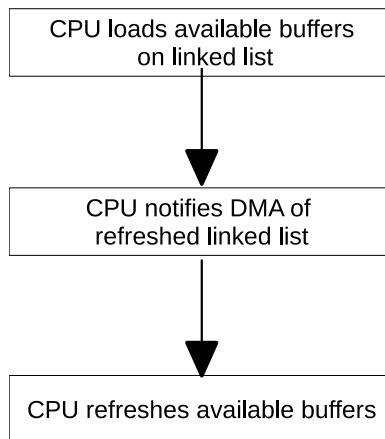 CPU loads available buffers
on linked list
CPU notifies DMA of
refreshed linked list
CPU refreshes available buffers